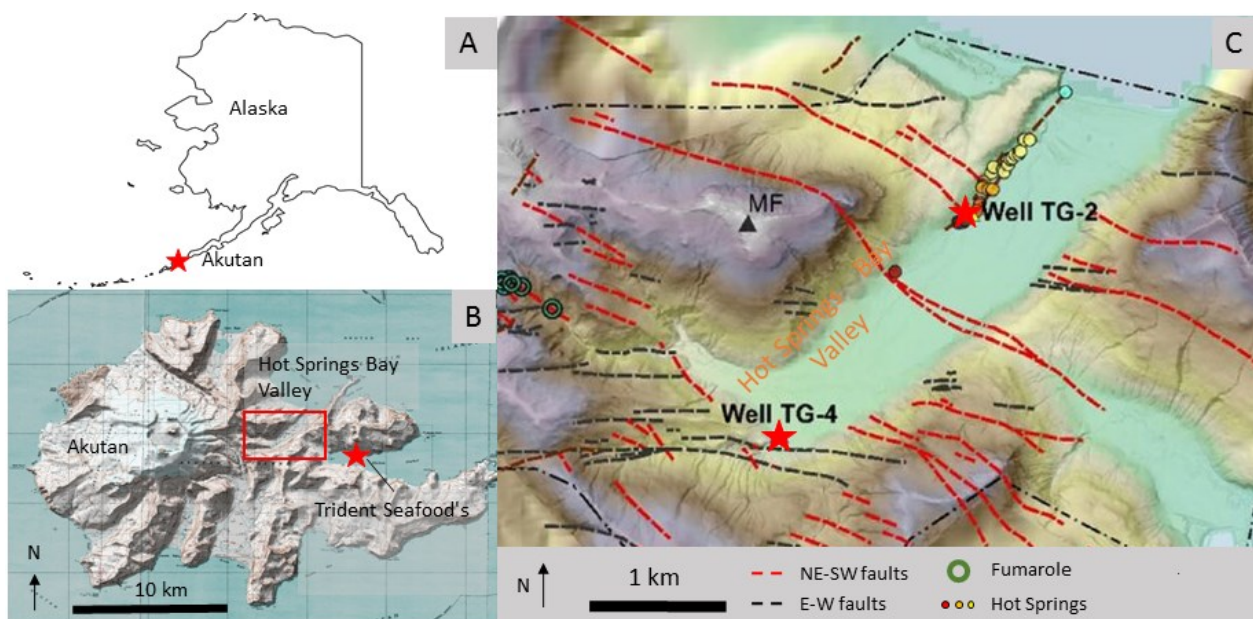 A
Alaska
Akutan
B
Hot Springs Bay
Valley
Akutan
Trident Seafood's
N
10 km
C
MF
Well TG-2
Hot Springs Bay
Valley
Well TG-4
N
1 km
NE-SW faults
E-W faults
Fumarole
Hot Springs